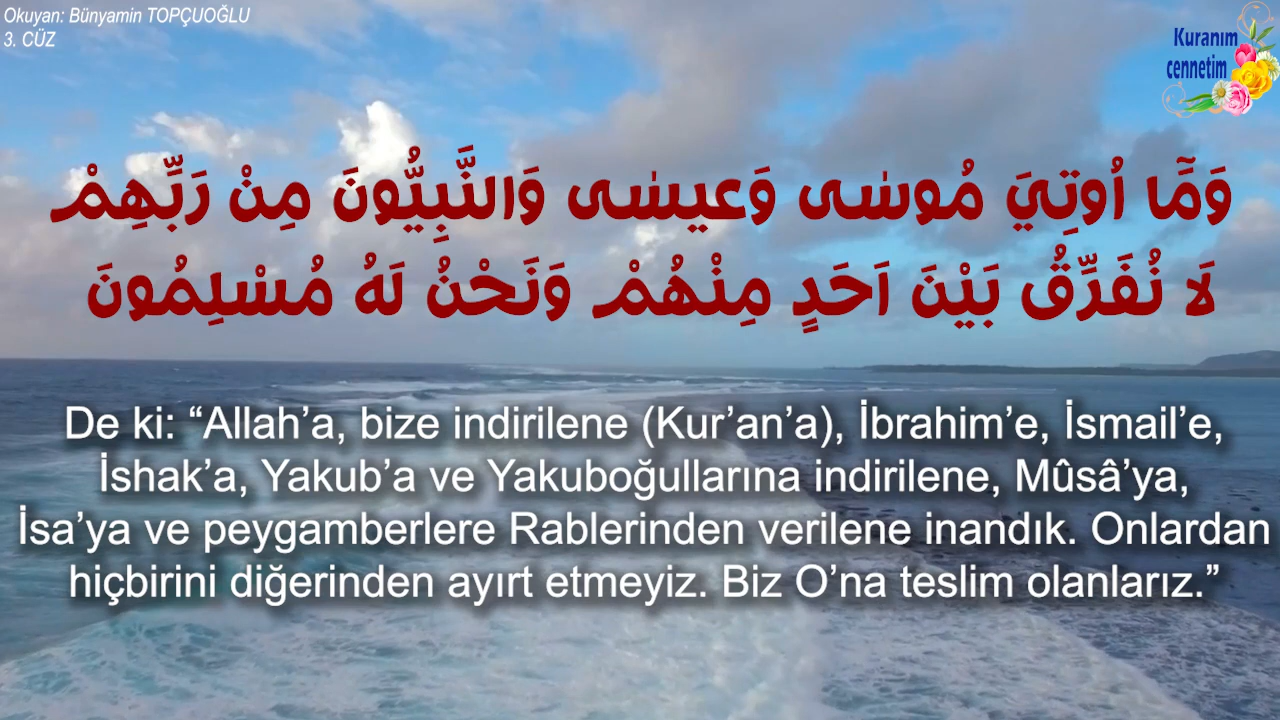 Okuyan: Bünyamin TOPÇUOĞLU
3. CÜZ
Kuranım
cennetim
وَمَٓا اُوتِيَ مُوسٰى وَعيسٰى وَالنَّبِيُّونَ مِنْ رَبِّهِمْ
لَا نُفَرِّقُ بَيْنَ اَحَدٍ مِنْهُمْ وَنَحْنُ لَهُ مُسْلِمُونَ
De ki: “Allah’a, bize indirilene (Kur’an’a), İbrahim’e, İsmail’e,
İshak’a, Yakub’a ve Yakuboğullarına indirilene, Mûsâ’ya,
İsa’ya ve peygamberlere Rablerinden verilene inandık. Onlardan
hiçbirini diğerinden ayırt etmeyiz. Biz O’na teslim olanlarız.”